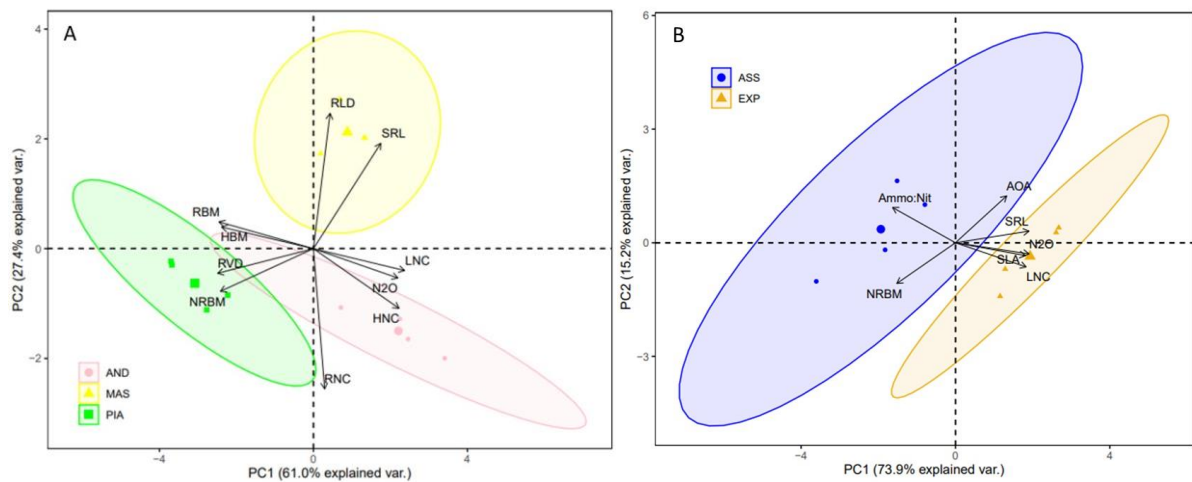 A
4
2
0
−2
−4
0
4
PC2 (27.4% explained var.)
PC1 (61.0% explained var.)
RLD
SRL
RBM
HBM
RVD
NRBM
LNC
N2O
HNC
RNC
AND
MAS
PIA
B
6
3
0
−3
−4
0
4
PC2 (15.2% explained var.)
PC1 (73.9% explained var.)
ASS
EXP
Ammo:Nit
AOA
SRL
N2O
SLA
LNC
NRBM